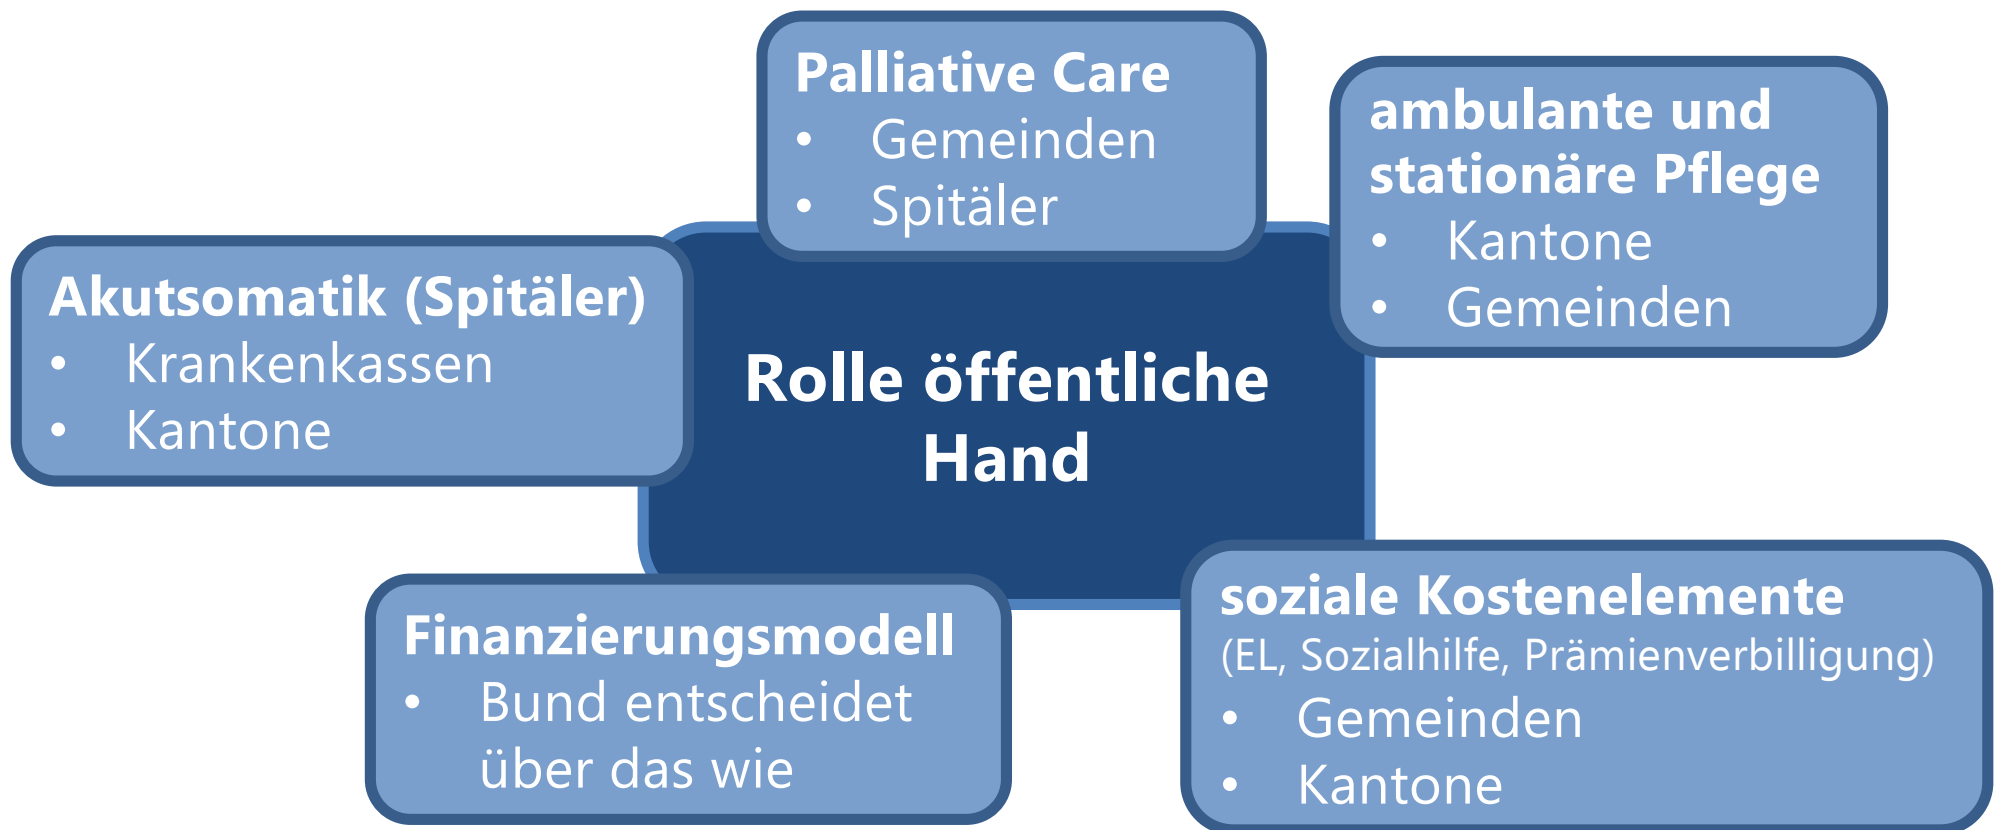 Palliative Care
• Gemeinden
• Spitäler
ambulante und
stationäre Pflege
• Kantone
• Gemeinden
Akutsomatik (Spitäler)
• Krankenkassen
• Kantone
Rolle öffentliche
Hand
Finanzierungsmodell
• Bund entscheidet
über das wie
soziale Kostenelemente
(EL, Sozialhilfe, Prämienverbilligung)
• Gemeinden
• Kantone